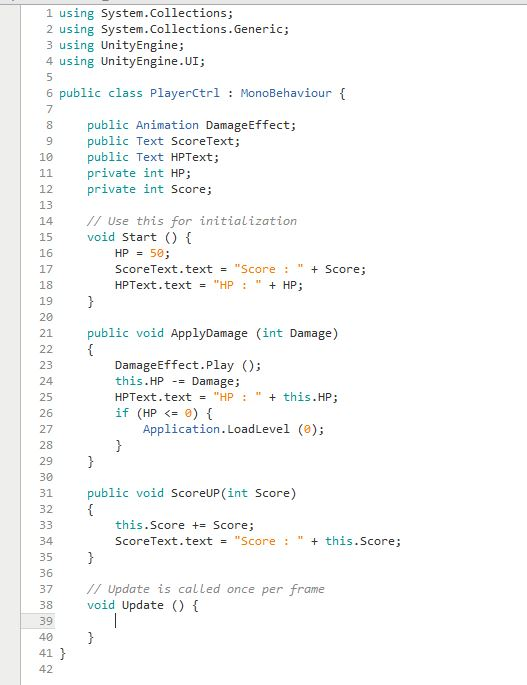 1 using System.Collections;
2 using System.Collections.Generic;
3 using UnityEngine;
4 using UnityEngine.UI;
5
6 public class PlayerCtrl : MonoBehaviour {
7
8     public Animation DamageEffect;
9     public Text ScoreText;
10     public Text HPText;
11     private int HP;
12     private int Score;
13
14     // Use this for initialization
15     void Start () {
16         HP = 50;
17         ScoreText.text = "Score : " + Score;
18         HPText.text = "HP : " + HP;
19     }
20
21     public void ApplyDamage (int Damage)
22     {
23         DamageEffect.Play ();
24         this.HP -= Damage;
25         HPText.text = "HP : " + this.HP;
26         if (HP <= 0) {
27             Application.LoadLevel (0);
28         }
29     }
30
31     public void ScoreUP(int Score)
32     {
33         this.Score += Score;
34         ScoreText.text = "Score : " + this.Score;
35     }
36
37     // Update is called once per frame
38     void Update () {
39
40     }
41 }
42